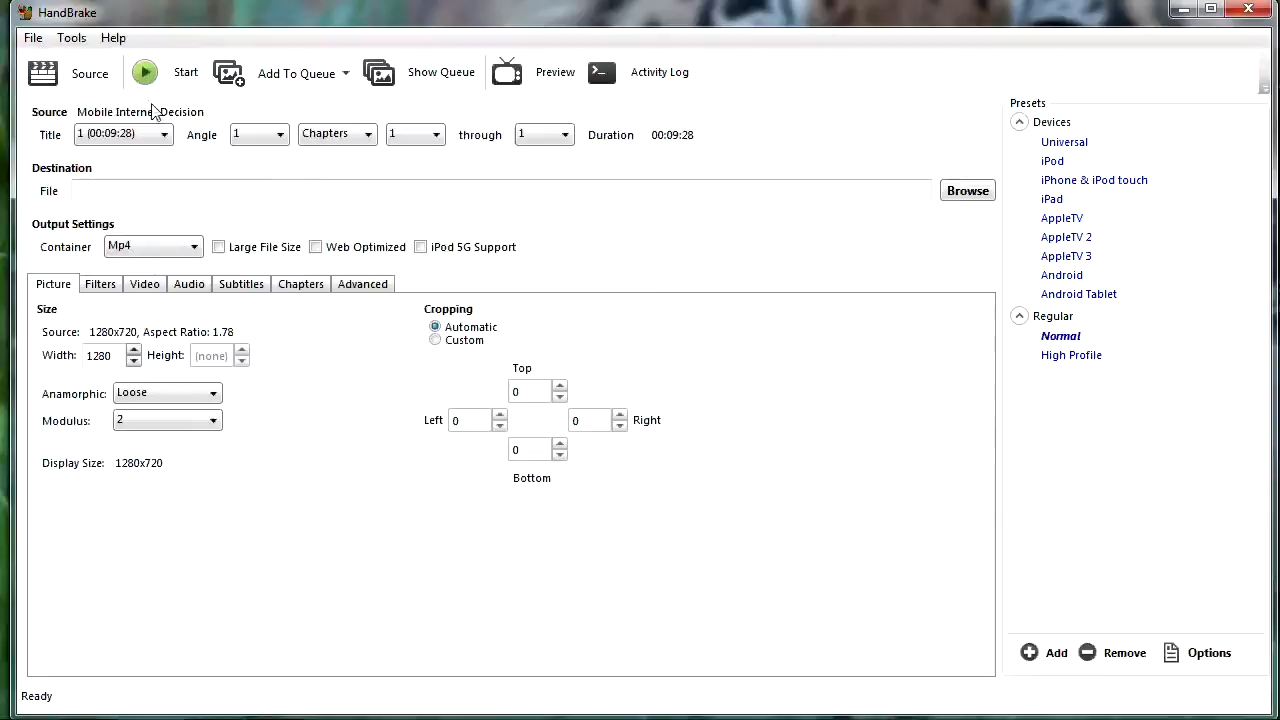 HandBrake
File Tools Help
Source Start Add To Queue Show Queue Preview Activity Log
Source Mobile Interne Decision
Title 1 (00:09:28) Angle 1 Chapters 1 through 1 Duration 00:09:28
Destination
File Browse
Output Settings
Container Mp4 Large File Size Web Optimized iPod 5G Support
Picture Filters Video Audio Subtitles Chapters Advanced
Size
Source: 1280x720, Aspect Ratio: 1.78
Width: 1280 Height: (none)
Anamorphic: Loose
Modulus: 2
Display Size: 1280x720
Cropping
Automatic
Custom
Top
0
Left 0 0 Right
0
Bottom
Presets
Devices
Universal
iPod
iPhone & iPod touch
iPad
AppleTV
AppleTV 2
AppleTV 3
Android
Android Tablet
Regular
Normal
High Profile
Add Remove Options
Ready